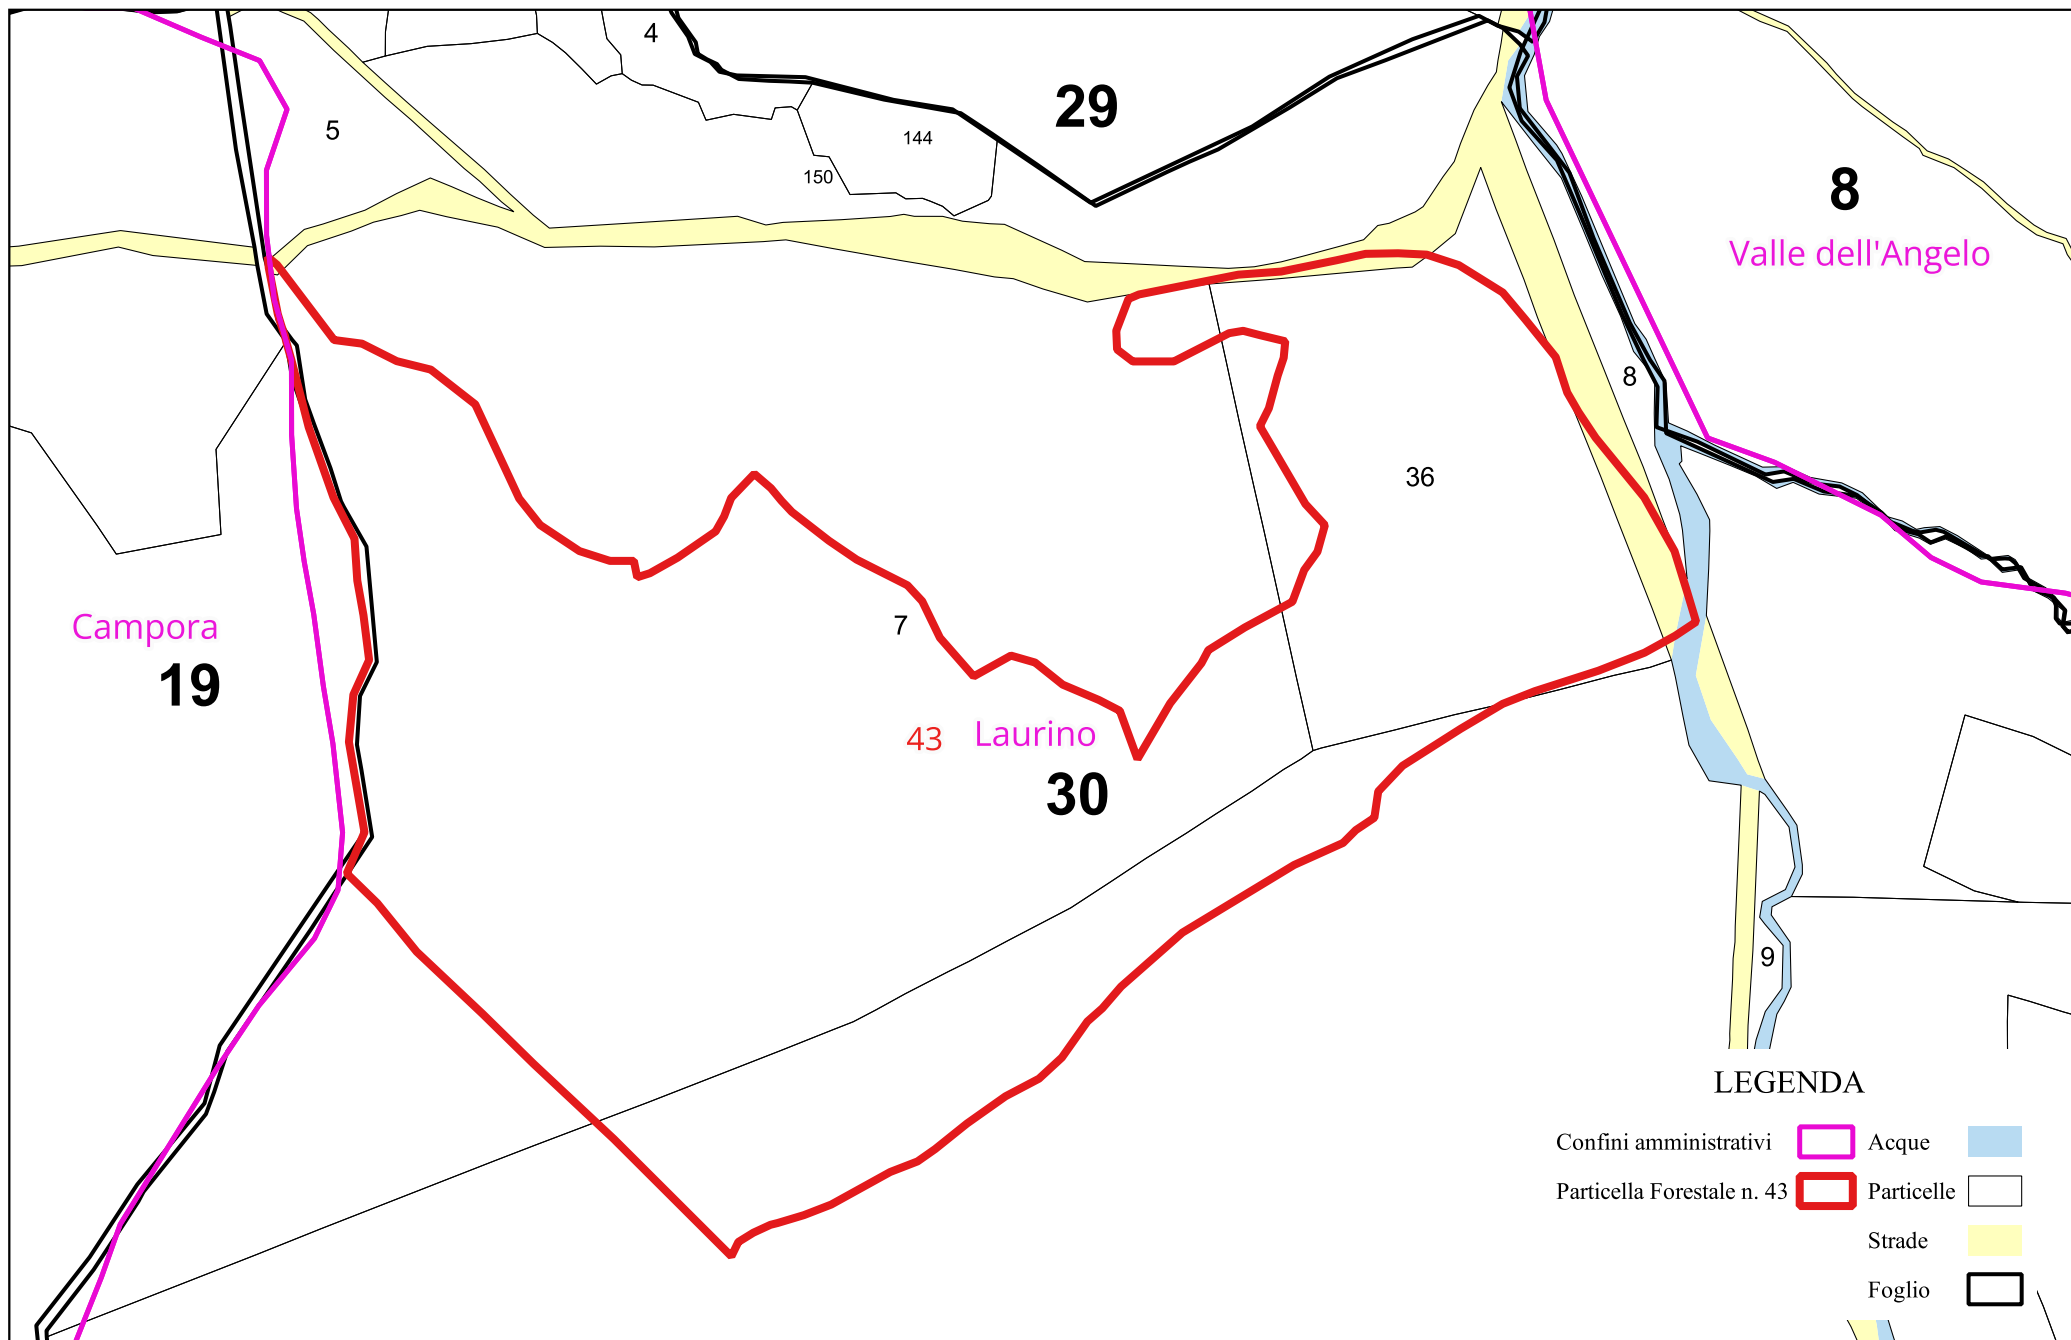 4
29
5
144
150
8
Valle dell'Angelo
8
36
7
Campora
19
43 Laurino
30
9
LEGENDA
Confini amministrativi Acque
Particella Forestale n. 43 Particelle
Strade
Foglio